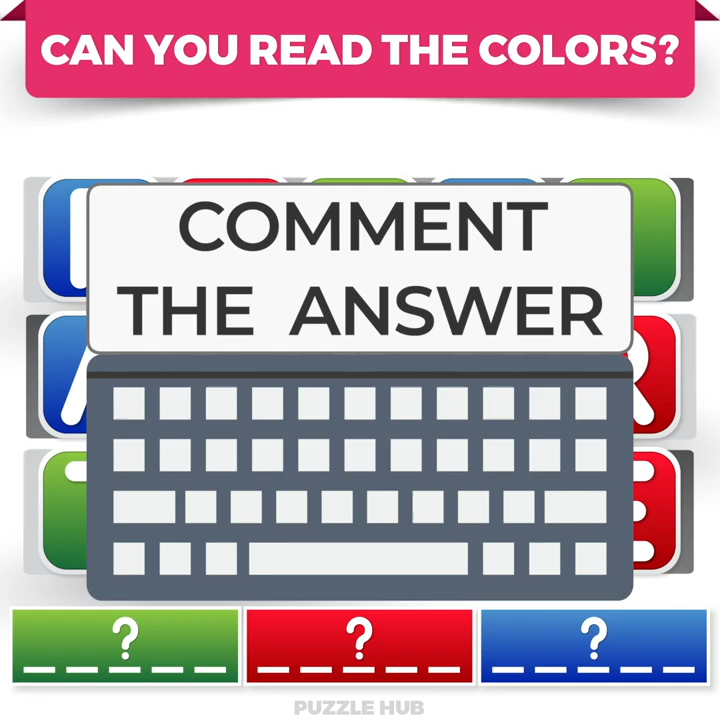 CAN YOU READ THE COLORS?
COMMENT
THE ANSWER
R
E
? ? ?
_ _ _ _ _ _ _ _ _ _ _ _ _ _ _
PUZZLE HUB